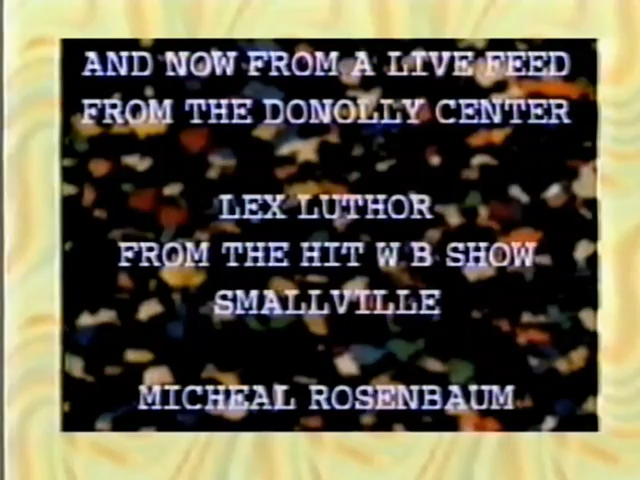 AND NOW FROM A LIVE FEED
FROM THE DONOLLY CENTER
LEX LUTHOR
FROM THE HIT W B SHOW
SMALLVILLE
MICHEAL ROSENBAUM